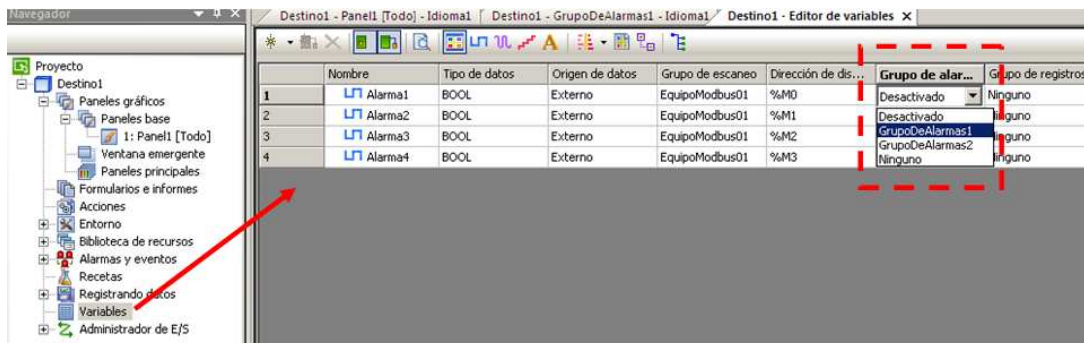 Navegador
Destino1 - Panel1 [Todo] - Idioma1
Destino1 - GrupoDeAlarmas1 - Idioma1
Destino1 - Editor de variables
Proyecto
Destino1
Paneles gráficos
Paneles base
1: Panel1 [Todo]
Ventana emergente
Paneles principales
Formularios e informes
Acciones
Entorno
Biblioteca de recursos
Alarmas y eventos
Recetas
Registrando datos
Variables
Administrador de E/S
Nombre Tipo de datos Origen de datos Grupo de escaneo Dirección de dis... Grupo de alar... Grupo de registros
1 Alarma1 BOOL Externo EquipoModbus01 %M0 Desactivado Ninguno
2 Alarma2 BOOL Externo EquipoModbus01 %M1
3 Alarma3 BOOL Externo EquipoModbus01 %M2
4 Alarma4 BOOL Externo EquipoModbus01 %M3
Desactivado
GrupoDeAlarmas1
GrupoDeAlarmas2
Ninguno